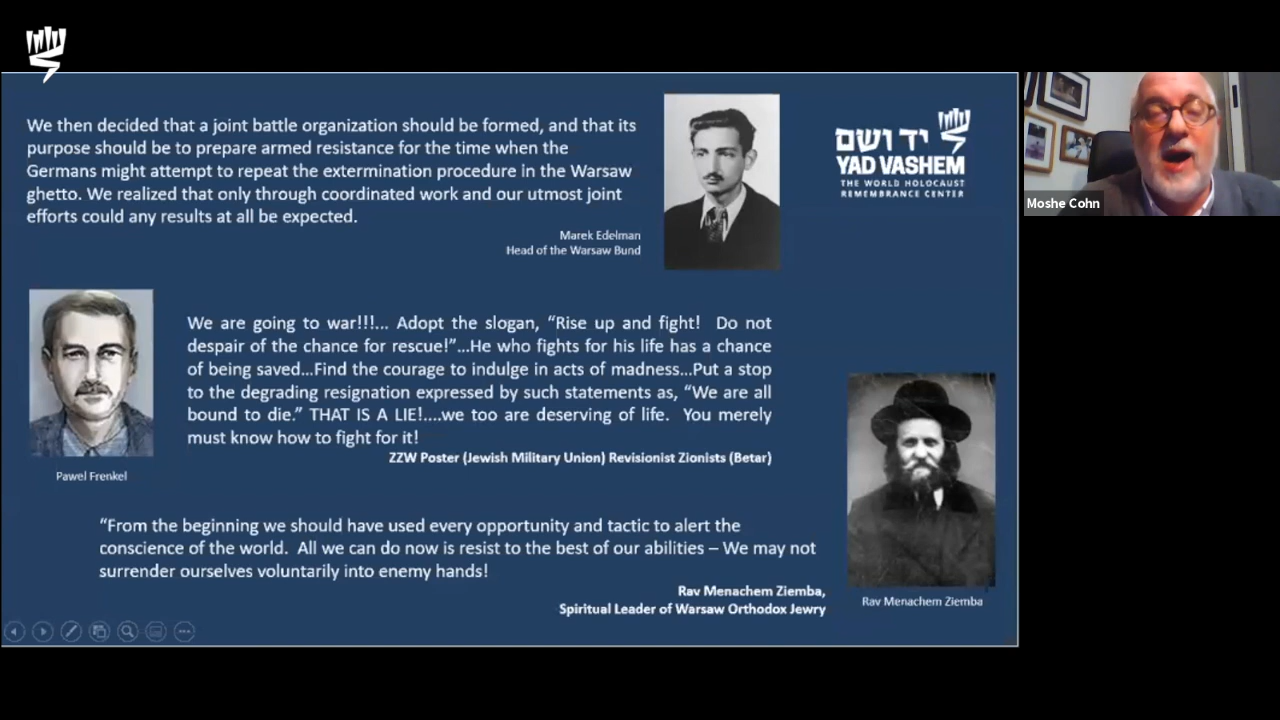 We then decided that a joint battle organization should be formed, and that its
purpose should be to prepare armed resistance for the time when the
Germans might attempt to repeat the extermination procedure in the Warsaw
ghetto. We realized that only through coordinated work and our utmost joint
efforts could any results at all be expected.
Marek Edelman
Head of the Warsaw Bund
יד ושם
YAD VASHEM
THE WORLD HOLOCAUST
REMEMBRANCE CENTER
Moshe Cohn
We are going to war!!!... Adopt the slogan, “Rise up and fight! Do not
despair of the chance for rescue!”...He who fights for his life has a chance
of being saved...Find the courage to indulge in acts of madness...Put a stop
to the degrading resignation expressed by such statements as, “We are all
bound to die.” THAT IS A LIE!....we too are deserving of life. You merely
must know how to fight for it!
ZZW Poster (Jewish Military Union) Revisionist Zionists (Betar)
Pawel Frenkel
“From the beginning we should have used every opportunity and tactic to alert the
conscience of the world. All we can do now is resist to the best of our abilities – We may not
surrender ourselves voluntarily into enemy hands!
Rav Menachem Ziemba,
Spiritual Leader of Warsaw Orthodox Jewry
Rav Menachem Ziemba